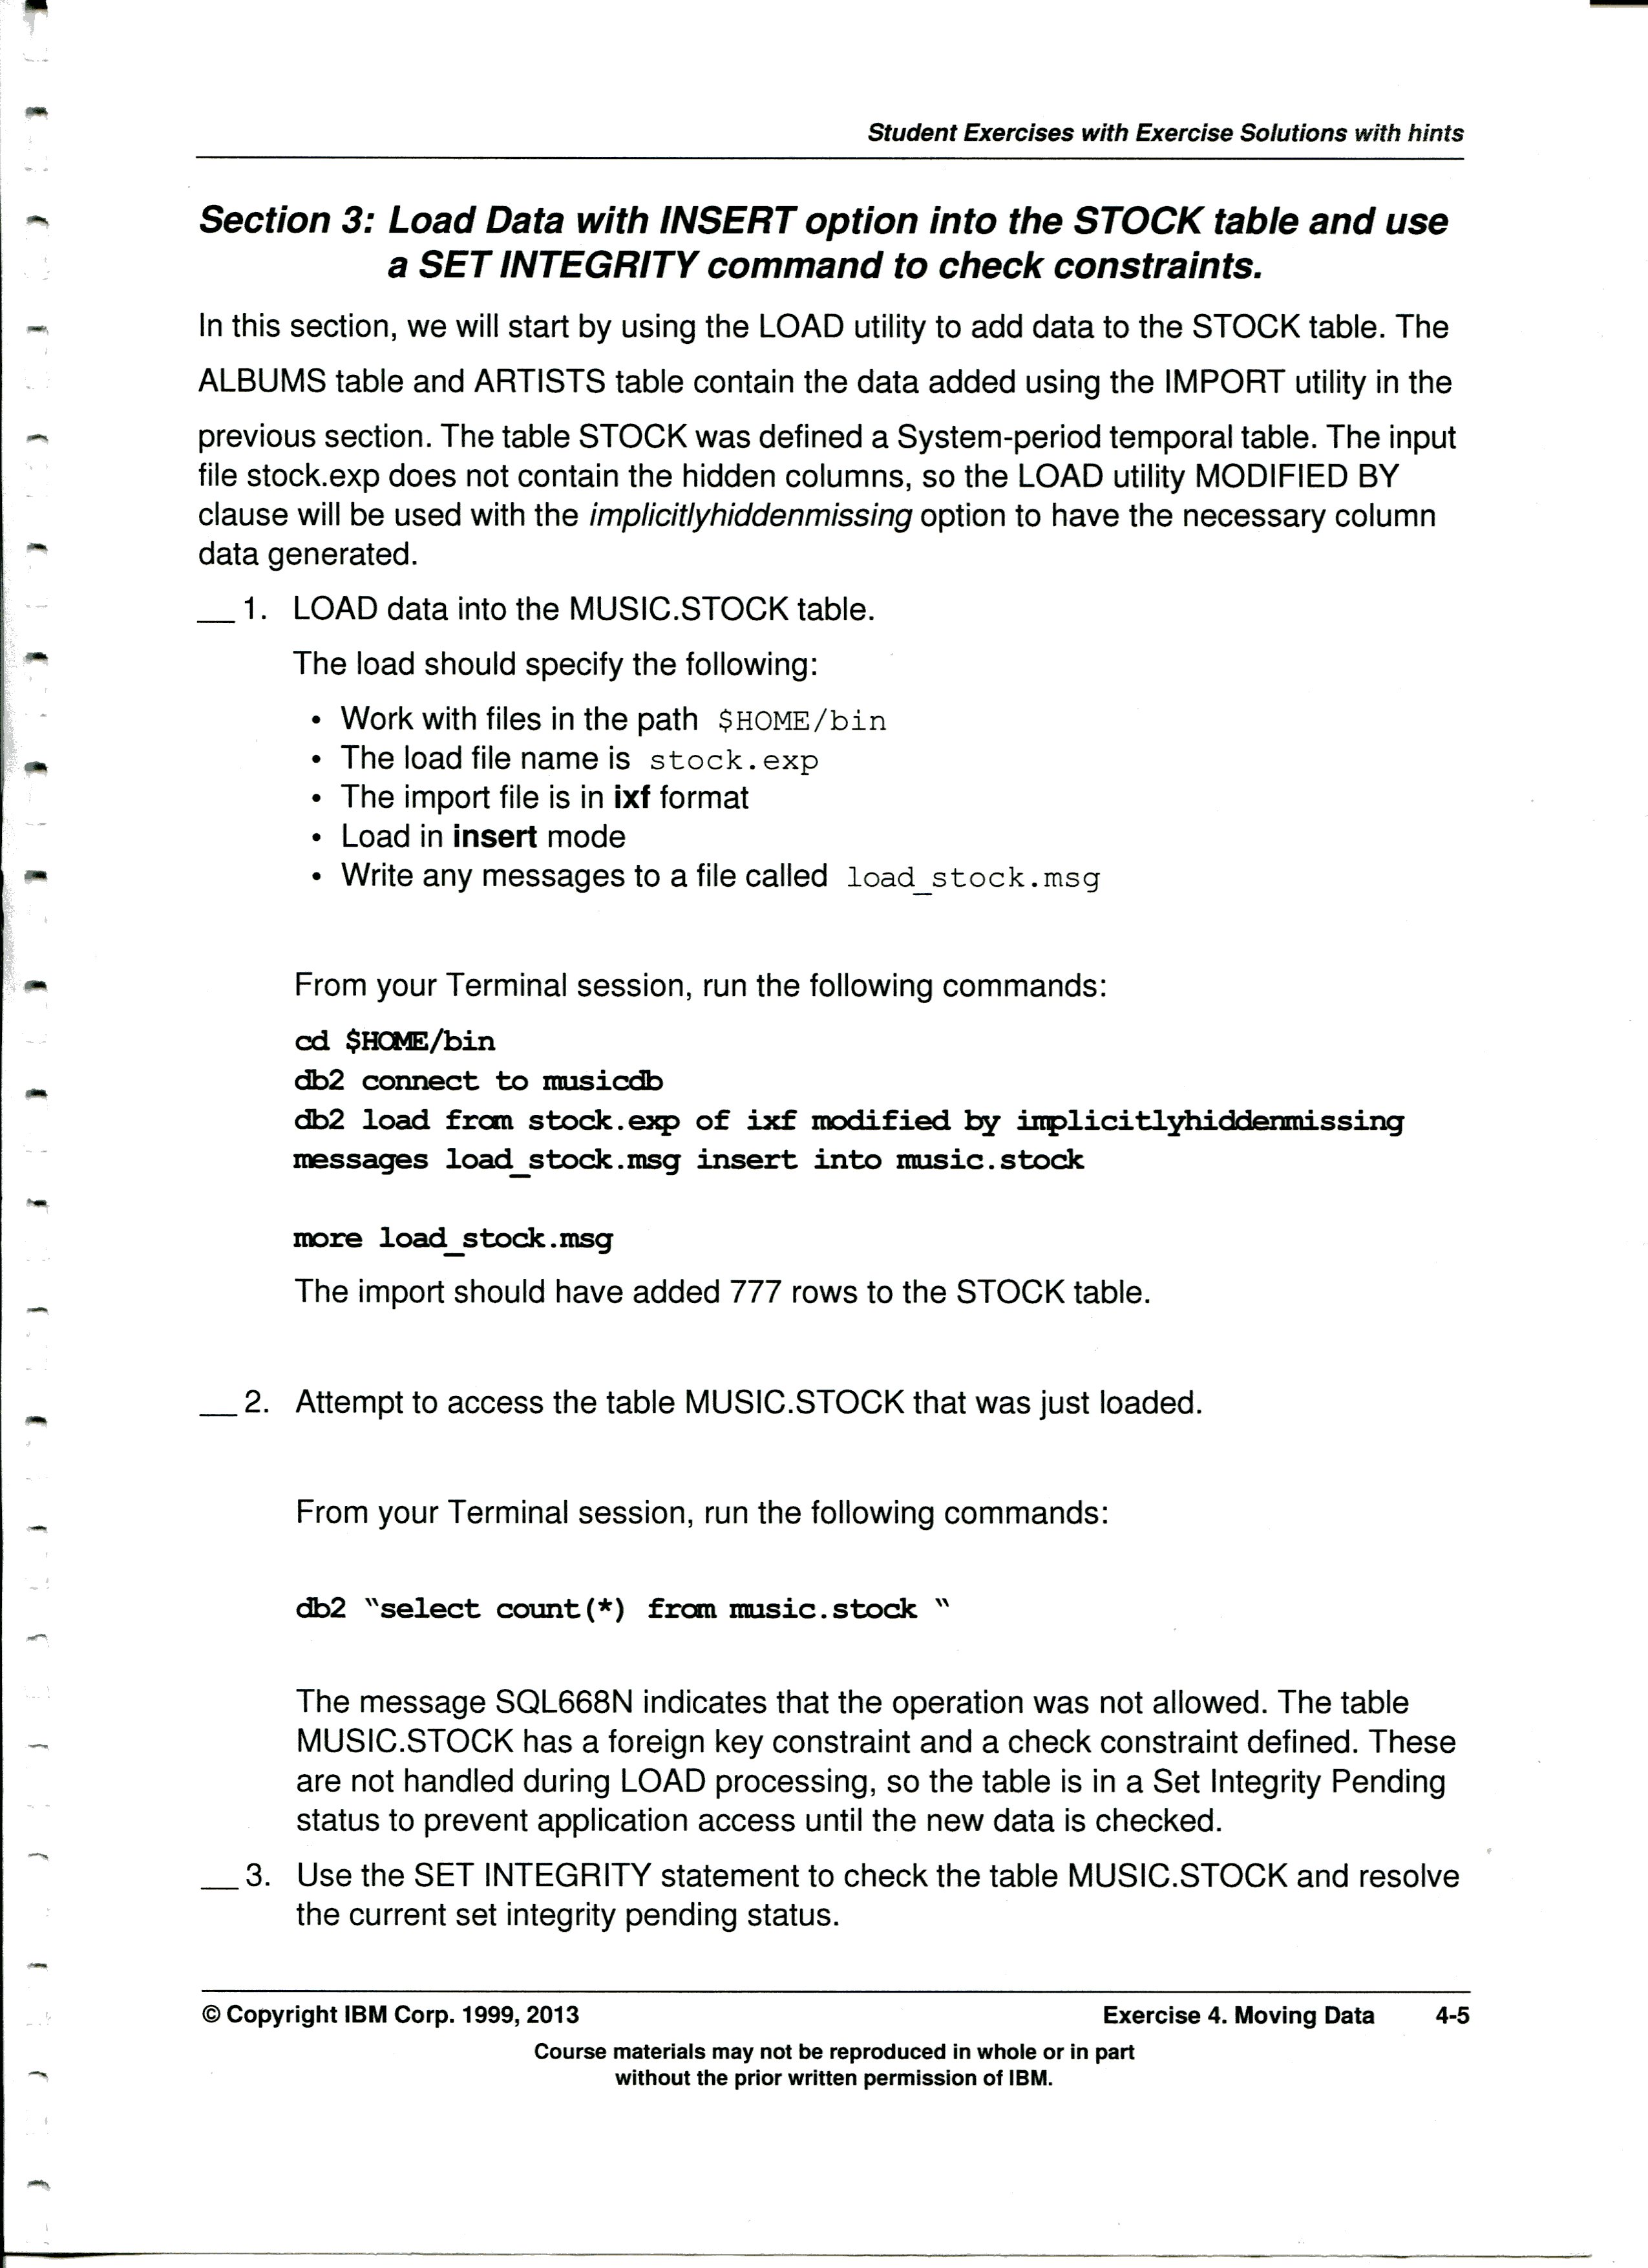 Student Exercises with Exercise Solutions with hints
Section 3: Load Data with INSERT option into the STOCK table and use
a SET INTEGRITY command to check constraints.
In this section, we will start by using the LOAD utility to add data to the STOCK table. The
ALBUMS table and ARTISTS table contain the data added using the IMPORT utility in the
previous section. The table STOCK was defined a System-period temporal table. The input
file stock.exp does not contain the hidden columns, so the LOAD utility MODIFIED BY
clause will be used with the implicitlyhiddenmissing option to have the necessary column
data generated.
__ 1. LOAD data into the MUSIC.STOCK table.
The load should specify the following:
• Work with files in the path $HOME/bin
• The load file name is stock.exp
• The import file is in ixf format
• Load in insert mode
• Write any messages to a file called load_stock.msg
From your Terminal session, run the following commands:
cd $HOME/bin
db2 connect to musicdb
db2 load from stock.exp of ixf modified by implicitlyhiddenmissing
messages load_stock.msg insert into music.stock
more load_stock.msg
The import should have added 777 rows to the STOCK table.
__ 2. Attempt to access the table MUSIC.STOCK that was just loaded.
From your Terminal session, run the following commands:
db2 “select count(*) from music.stock “
The message SQL668N indicates that the operation was not allowed. The table
MUSIC.STOCK has a foreign key constraint and a check constraint defined. These
are not handled during LOAD processing, so the table is in a Set Integrity Pending
status to prevent application access until the new data is checked.
__ 3. Use the SET INTEGRITY statement to check the table MUSIC.STOCK and resolve
the current set integrity pending status.
© Copyright IBM Corp. 1999, 2013 Exercise 4. Moving Data 4-5
Course materials may not be reproduced in whole or in part
without the prior written permission of IBM.